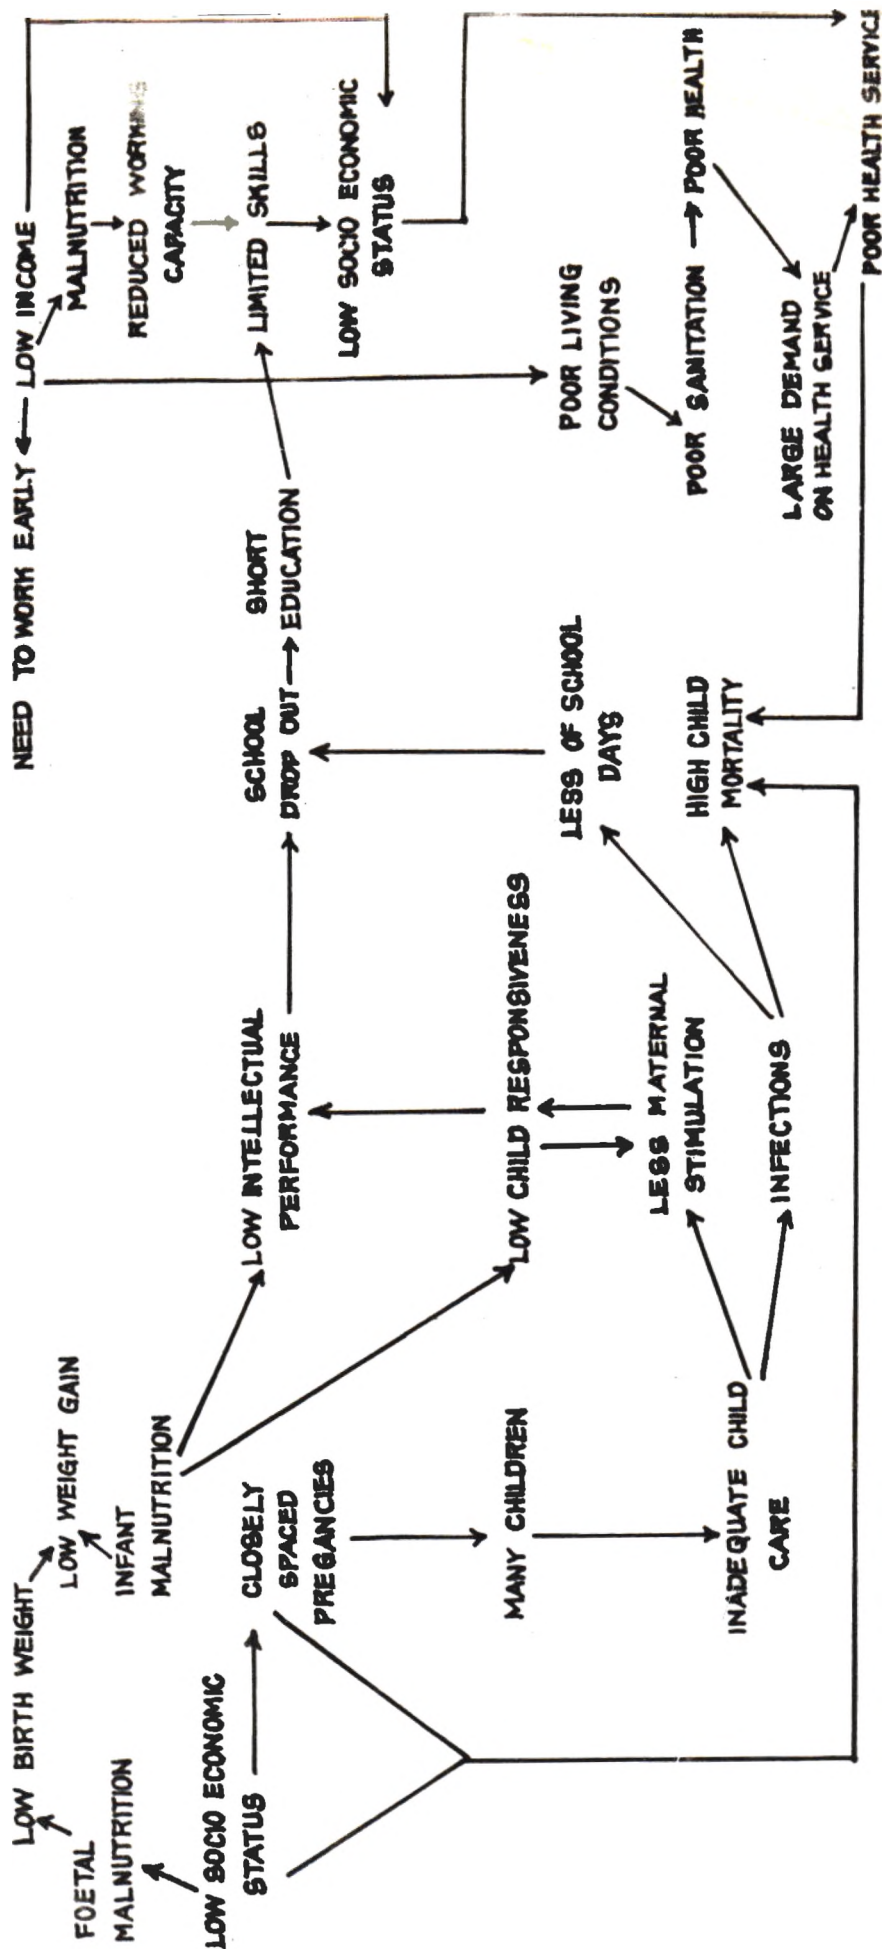 LOW BIRTH WEIGHT
LOW WEIGHT GAIN
FOETAL
MALNUTRITION
INFANT
MALNUTRITION
LOW SOCIO ECONOMIC
STATUS
CLOSELY
SPACED
PREGANCIES
MANY CHILDREN
INADEQUATE CHILD
CARE
LOW INTELLECTUAL
PERFORMANCE
LOW CHILD RESPONSIVENESS
LESS MATERNAL
STIMULATION
INFECTIONS
SCHOOL
DROP OUT
SHORT
EDUCATION
LESS OF SCHOOL
DAYS
HIGH CHILD
MORTALITY
NEED TO WORK EARLY
LOW INCOME
MALNUTRITION
REDUCED WORKING
CAPACITY
LIMITED SKILLS
LOW SOCIO ECONOMIC
STATUS
POOR LIVING
CONDITIONS
POOR SANITATION
POOR HEALTH
LARGE DEMAND
ON HEALTH SERVICE
POOR HEALTH SERVICE